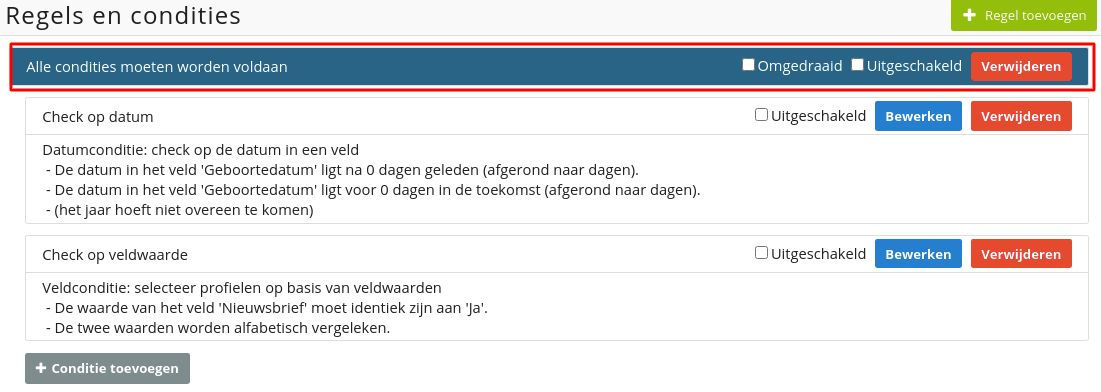 Regels en condities
+ Regel toevoegen
Alle condities moeten worden voldaan Omgedraaid Uitgeschakeld Verwijderen
Check op datum Uitgeschakeld Bewerken Verwijderen
Datumconditie: check op de datum in een veld
- De datum in het veld 'Geboortedatum' ligt na 0 dagen geleden (afgerond naar dagen).
- De datum in het veld 'Geboortedatum' ligt voor 0 dagen in de toekomst (afgerond naar dagen).
- (het jaar hoeft niet overeen te komen)
Check op veldwaarde Uitgeschakeld Bewerken Verwijderen
Veldconditie: selecteer profielen op basis van veldwaarden
- De waarde van het veld 'Nieuwsbrief' moet identiek zijn aan 'Ja'.
- De twee waarden worden alfabetisch vergeleken.
+ Conditie toevoegen